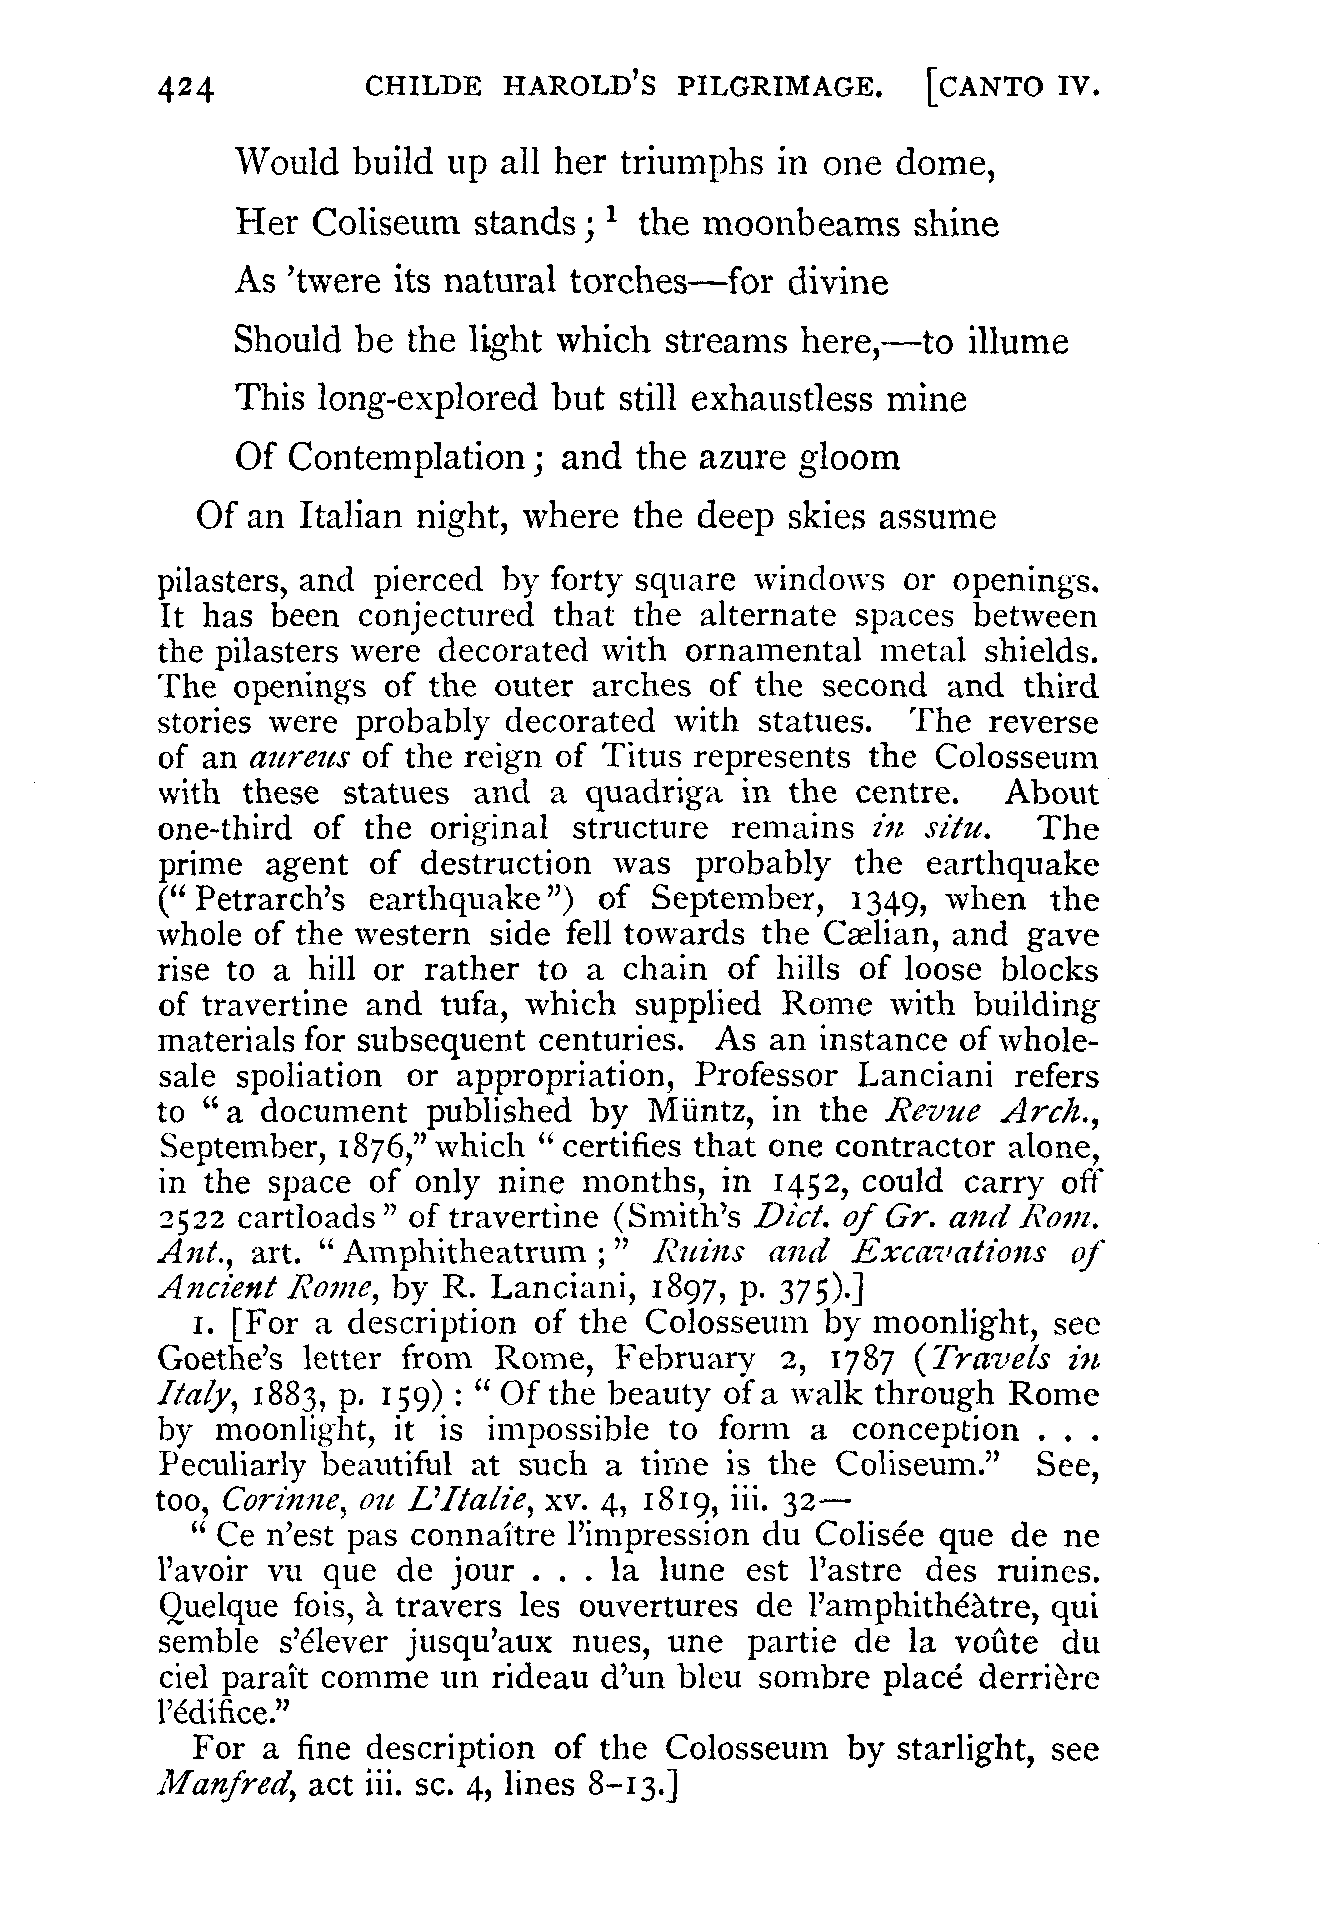 424 CHILDE HAROLD'S PILGRIMAGE. [CANTO IV.
Would build up all her triumphs in one dome,
Her Coliseum stands; ¹ the moonbeams shine
As 'twere its natural torches—for divine
Should be the light which streams here,—to illume
This long-explored but still exhaustless mine
Of Contemplation; and the azure gloom
Of an Italian night, where the deep skies assume
pilasters, and pierced by forty square windows or openings.
It has been conjectured that the alternate spaces between
the pilasters were decorated with ornamental metal shields.
The openings of the outer arches of the second and third
stories were probably decorated with statues. The reverse
of an aureus of the reign of Titus represents the Colosseum
with these statues and a quadriga in the centre. About
one-third of the original structure remains in situ. The
prime agent of destruction was probably the earthquake
("Petrarch's earthquake") of September, 1349, when the
whole of the western side fell towards the Cælian, and gave
rise to a hill or rather to a chain of hills of loose blocks
of travertine and tufa, which supplied Rome with building
materials for subsequent centuries. As an instance of whole-
sale spoliation or appropriation, Professor Lanciani refers
to "a document published by Müntz, in the Revue Arch.,
September, 1876," which "certifies that one contractor alone,
in the space of only nine months, in 1452, could carry off
2522 cartloads" of travertine (Smith's Dict. of Gr. and Rom.
Ant., art. "Amphitheatrum;" Ruins and Excavations of
Ancient Rome, by R. Lanciani, 1897, p. 375).]
1. [For a description of the Colosseum by moonlight, see
Goethe's letter from Rome, February 2, 1787 (Travels in
Italy, 1883, p. 159): "Of the beauty of a walk through Rome
by moonlight, it is impossible to form a conception . . .
Peculiarly beautiful at such a time is the Coliseum." See,
too, Corinne, ou L'Italie, xv. 4, 1819, iii. 32—
"Ce n'est pas connaître l'impression du Colisée que de ne
l'avoir vu que de jour . . . la lune est l'astre des ruines.
Quelque fois, à travers les ouvertures de l'amphithéàtre, qui
semble s'élever jusqu'aux nues, une partie de la voûte du
ciel paraît comme un rideau d'un bleu sombre placé derrière
l'édifice."
For a fine description of the Colosseum by starlight, see
Manfred, act iii. sc. 4, lines 8–13.]